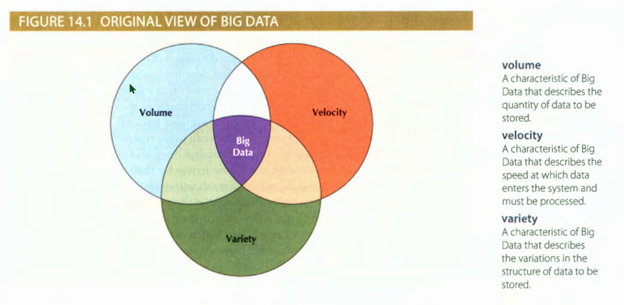 FIGURE 14.1 ORIGINAL VIEW OF BIG DATA
Volume
Velocity
Big
Data
Variety
volume
A characteristic of Big
Data that describes the
quantity of data to be
stored.
velocity
A characteristic of Big
Data that describes the
speed at which data
enters the system and
must be processed.
variety
A characteristic of Big
Data that describes
the variations in the
structure of data to be
stored.